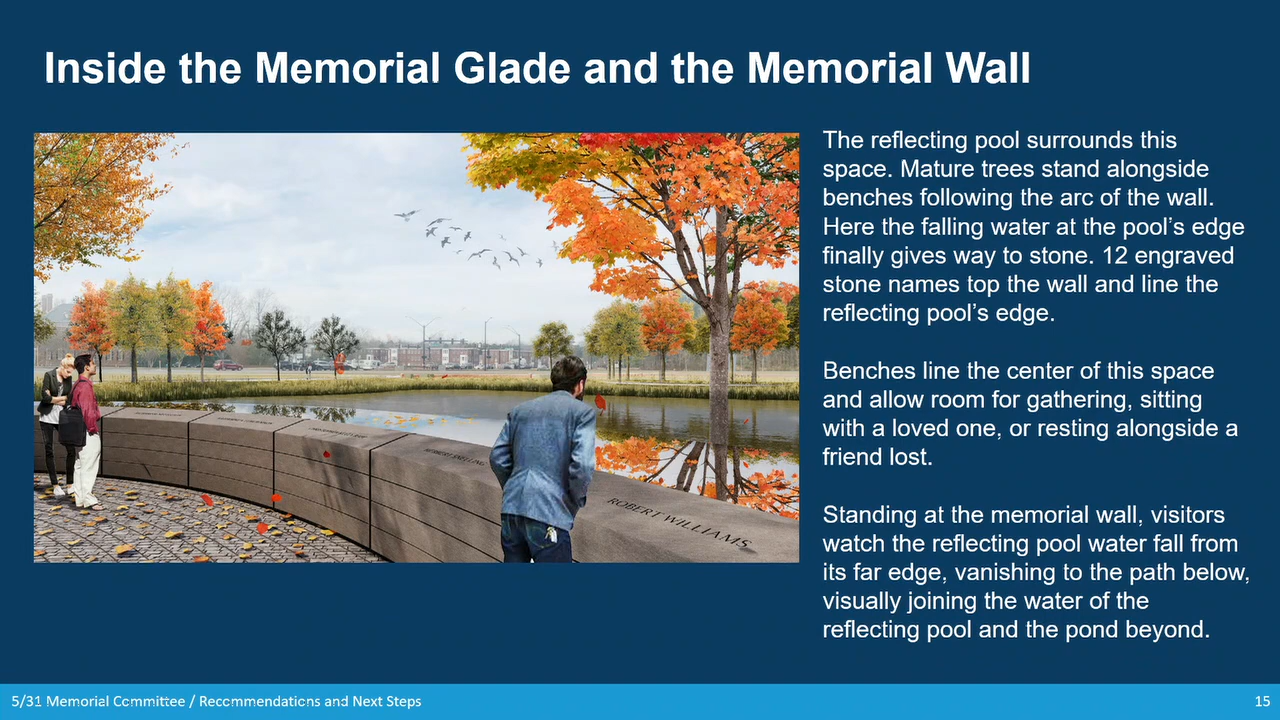 Inside the Memorial Glade and the Memorial Wall
The reflecting pool surrounds this
space. Mature trees stand alongside
benches following the arc of the wall.
Here the falling water at the pool's edge
finally gives way to stone. 12 engraved
stone names top the wall and line the
reflecting pool's edge.
Benches line the center of this space
and allow room for gathering, sitting
with a loved one, or resting alongside a
friend lost.
Standing at the memorial wall, visitors
watch the reflecting pool water fall from
its far edge, vanishing to the path below,
visually joining the water of the
reflecting pool and the pond beyond.
ROBERT WILLIAMS
5/31 Memorial Committee / Recommendations and Next Steps
15